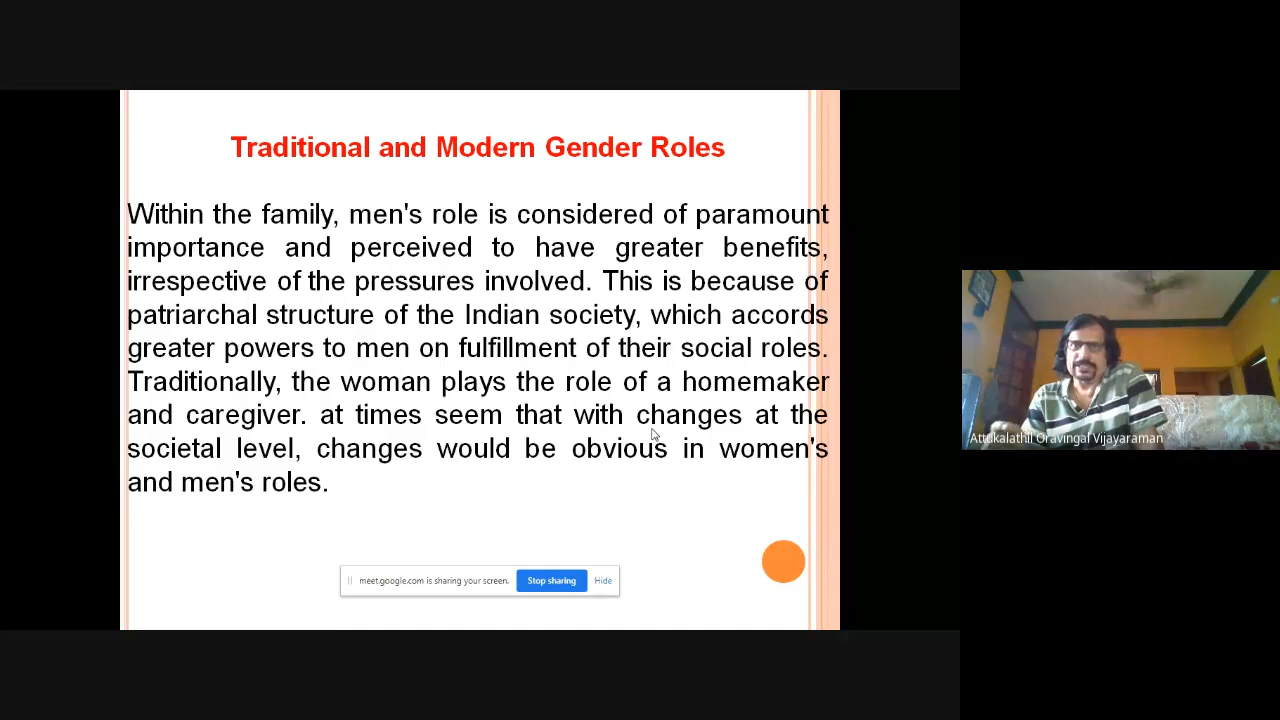 Traditional and Modern Gender Roles
Within the family, men's role is considered of paramount
importance and perceived to have greater benefits,
irrespective of the pressures involved. This is because of
patriarchal structure of the Indian society, which accords
greater powers to men on fulfillment of their social roles.
Traditionally, the woman plays the role of a homemaker
and caregiver. at times seem that with changes at the
societal level, changes would be obvious in women's
and men's roles.
meet.google.com is sharing your screen. Stop sharing Hide
Attukalathil Oravingal Vijayaraman